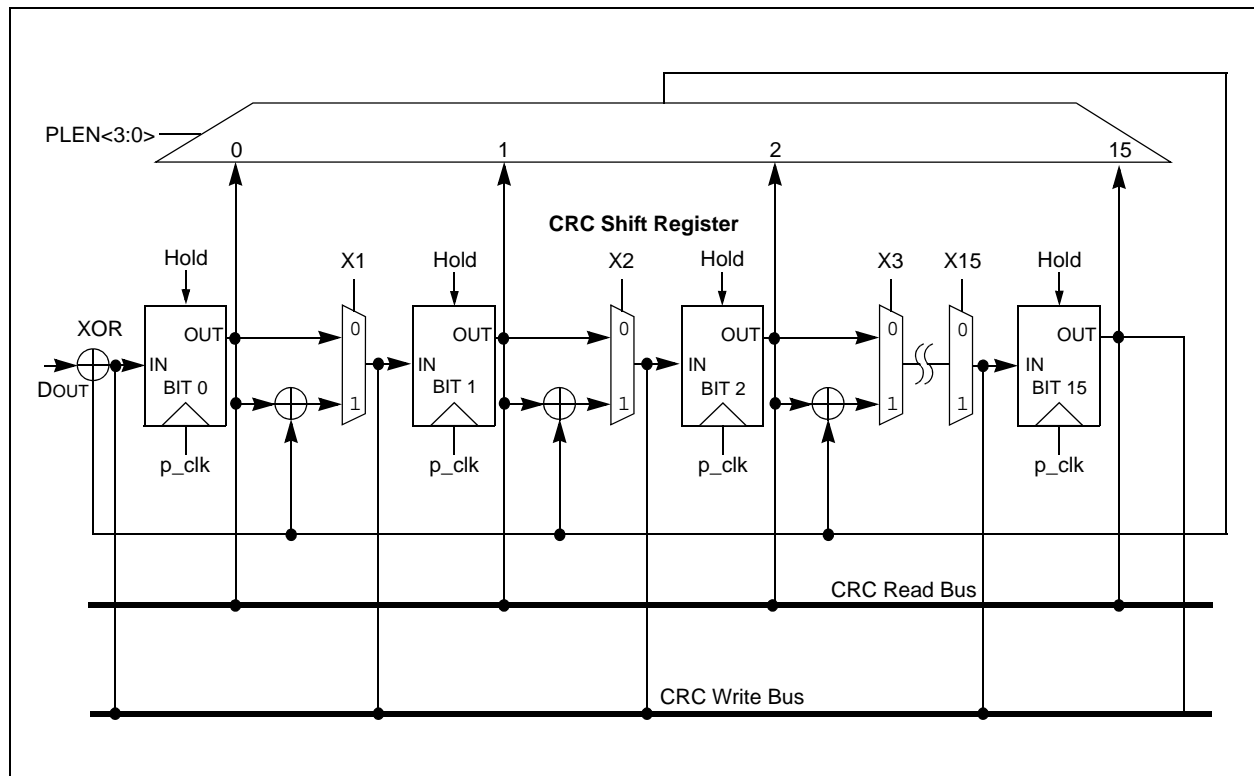 PLEN<3:0>
0 1 2 15
CRC Shift Register
Hold X1 Hold X2 Hold X3 X15 Hold
XOR
OUT 0 OUT 0 OUT 0 0 OUT
IN IN IN IN
DOUT
BIT 0 1 BIT 1 1 BIT 2 1 1 BIT 15
p_clk p_clk p_clk p_clk
CRC Read Bus
CRC Write Bus